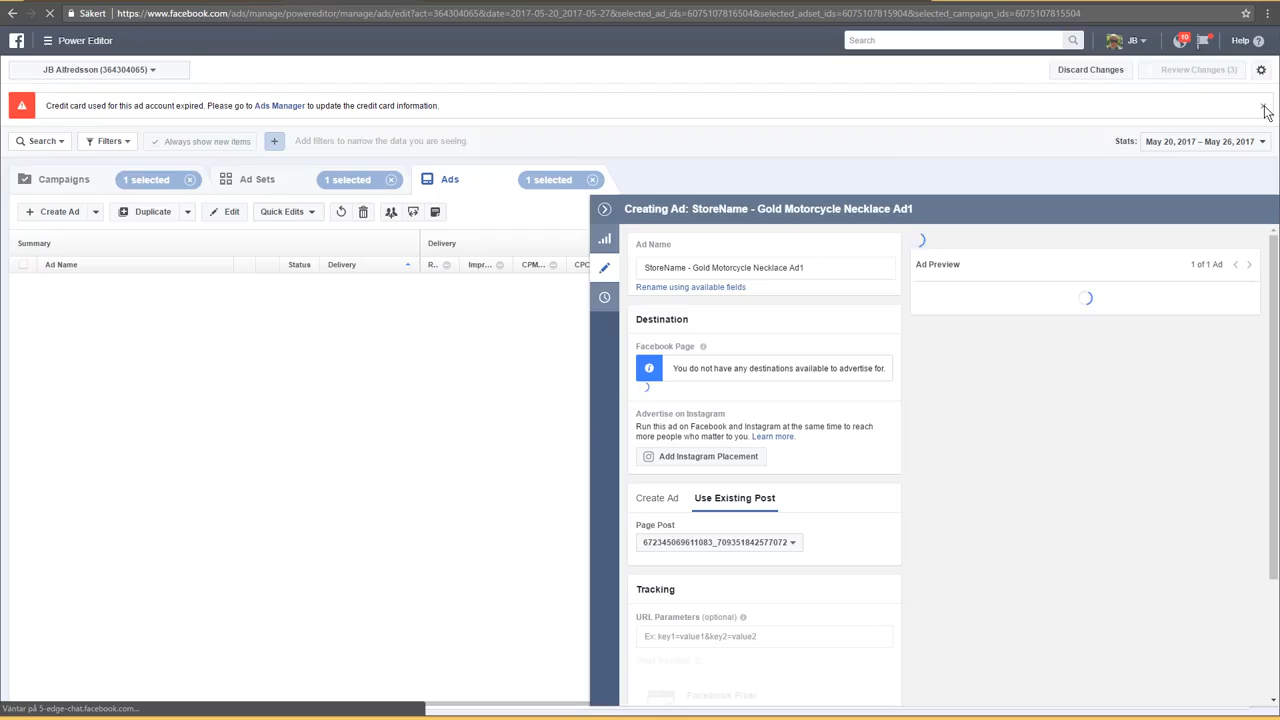 Säkert
https://www.facebook.com/ads/manage/powereditor/manage/ads/edit?act=364304065&date=2017-05-20_2017-05-27&selected_ad_ids=6075107816504&selected_adset_ids=6075107815904&selected_campaign_ids=6075107815504
Power Editor
Search
JB
10
Help
JB Alfredsson (364304065)
Discard Changes
Review Changes (3)
Credit card used for this ad account expired. Please go to Ads Manager to update the credit card information.
Search
Filters
Always show new items
Add filters to narrow the data you are seeing.
Stats:
May 20, 2017 – May 26, 2017
Campaigns
1 selected
Ad Sets
1 selected
Ads
1 selected
Create Ad
Duplicate
Edit
Quick Edits
Creating Ad: StoreName - Gold Motorcycle Necklace Ad1
Summary
Delivery
Ad Name
Status
Delivery
R...
Impr...
CPM...
CPC
Ad Name
StoreName - Gold Motorcycle Necklace Ad1
Rename using available fields
Ad Preview
1 of 1 Ad
Destination
Facebook Page
You do not have any destinations available to advertise for.
Advertise on Instagram
Run this ad on Facebook and Instagram at the same time to reach
more people who matter to you. Learn more.
Add Instagram Placement
Create Ad
Use Existing Post
Page Post
672345069611083_709351842577072
Tracking
URL Parameters (optional)
Ex: key1=value1&key2=value2
Facebook Pixel
Väntar på 5-edge-chat.facebook.com...